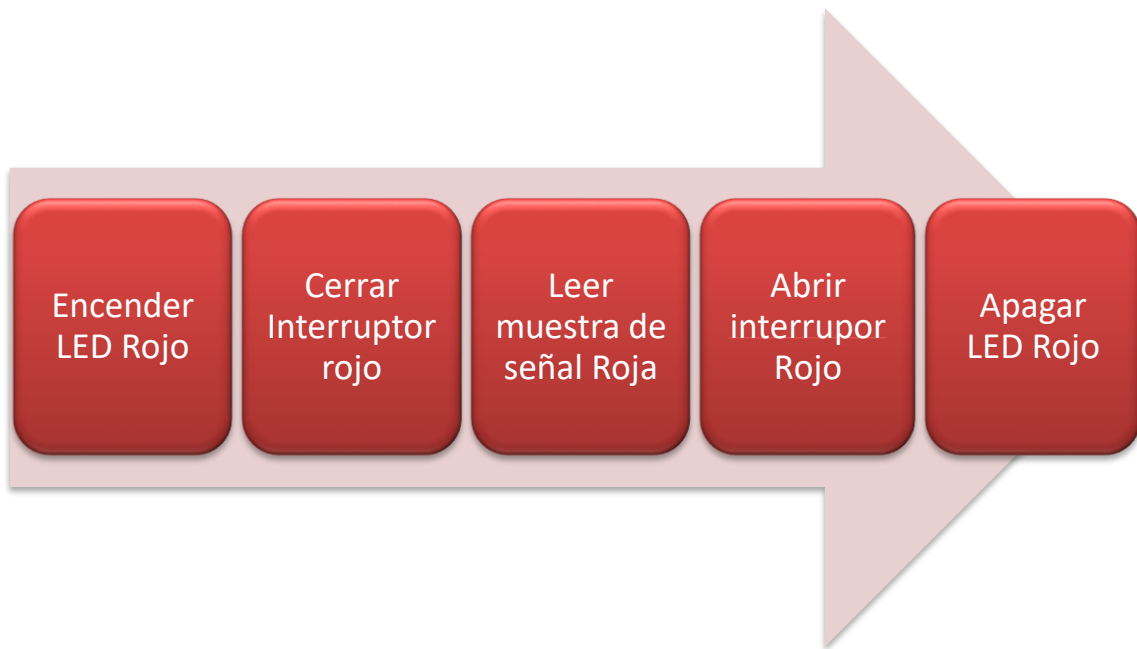 Encender
LED Rojo
Cerrar
Interruptor
rojo
Leer
muestra de
señal Roja
Abrir
interrupor
Rojo
Apagar
LED Rojo